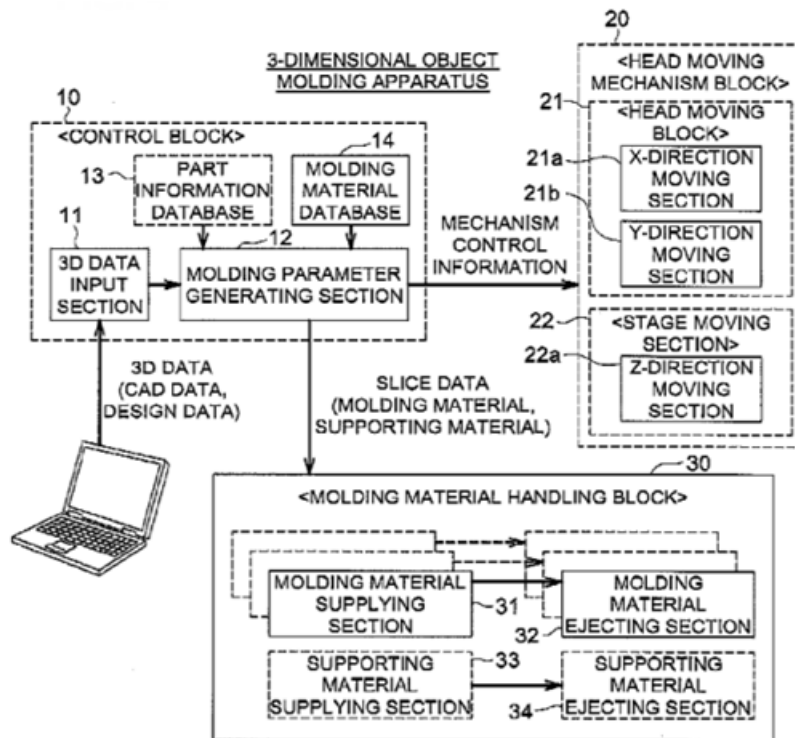 3-DIMENSIONAL OBJECT
MOLDING APPARATUS
10
<CONTROL BLOCK>
13
PART
INFORMATION
DATABASE
14
MOLDING
MATERIAL
DATABASE
11
3D DATA
INPUT
SECTION
12
MOLDING PARAMETER
GENERATING SECTION
MECHANISM
CONTROL
INFORMATION
20
<HEAD MOVING
MECHANISM BLOCK>
21
<HEAD MOVING
BLOCK>
21a
X-DIRECTION
MOVING
SECTION
21b
Y-DIRECTION
MOVING
SECTION
22
<STAGE MOVING
SECTION>
22a
Z-DIRECTION
MOVING
SECTION
3D DATA
(CAD DATA,
DESIGN DATA)
SLICE DATA
(MOLDING MATERIAL,
SUPPORTING MATERIAL)
30
<MOLDING MATERIAL HANDLING BLOCK>
MOLDING MATERIAL
SUPPLYING
SECTION
31
MOLDING
MATERIAL
EJECTING SECTION
32
SUPPORTING
MATERIAL
SUPPLYING SECTION
33
SUPPORTING
MATERIAL
EJECTING SECTION
34